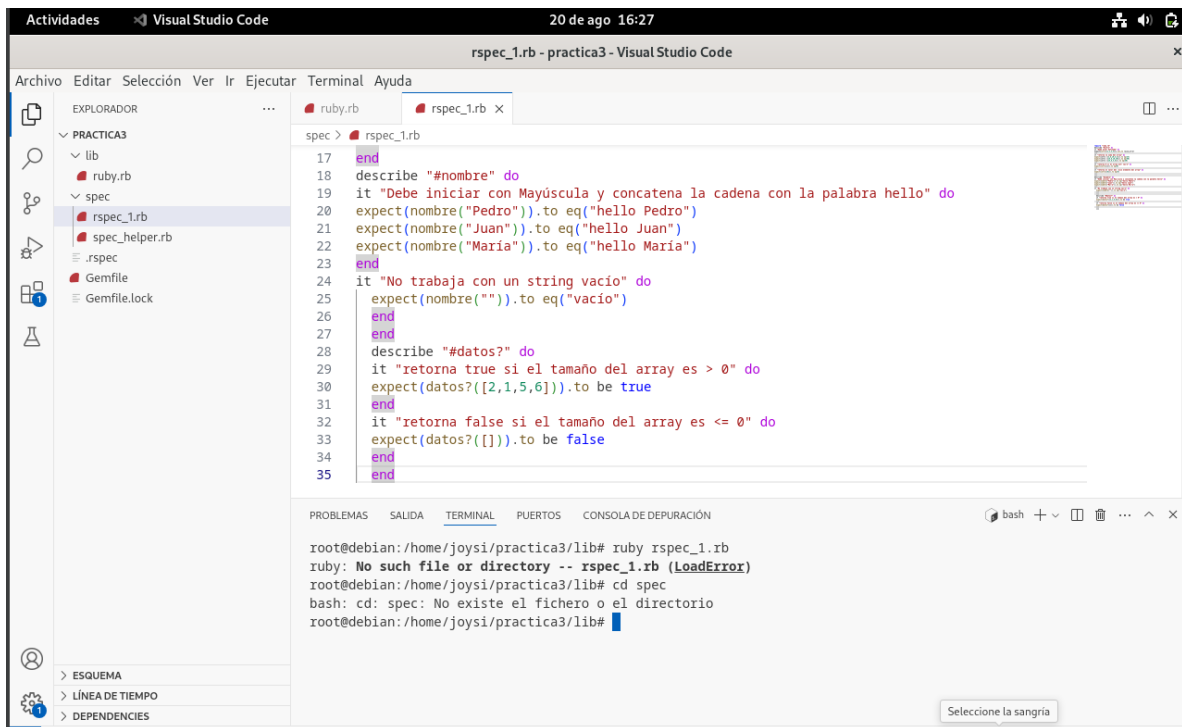 Actividades Visual Studio Code 20 de ago 16:27
rspec_1.rb - practica3 - Visual Studio Code ×
Archivo Editar Selección Ver Ir Ejecutar Terminal Ayuda
EXPLORADOR ...
PRACTICA3
lib
ruby.rb
spec
rspec_1.rb
spec_helper.rb
.rspec
Gemfile
Gemfile.lock
1
ruby.rb rspec_1.rb ×
spec > rspec_1.rb
17 end
18 describe "#nombre" do
19 it "Debe iniciar con Mayúscula y concatena la cadena con la palabra hello" do
20 expect(nombre("Pedro")).to eq("hello Pedro")
21 expect(nombre("Juan")).to eq("hello Juan")
22 expect(nombre("María")).to eq("hello María")
23 end
24 it "No trabaja con un string vacío" do
25 expect(nombre("")).to eq("vacío")
26 end
27 end
28 describe "#datos?" do
29 it "retorna true si el tamaño del array es > 0" do
30 expect(datos?([2,1,5,6])).to be true
31 end
32 it "retorna false si el tamaño del array es <= 0" do
33 expect(datos?([])).to be false
34 end
35 end
PROBLEMAS SALIDA TERMINAL PUERTOS CONSOLA DE DEPURACIÓN bash
root@debian:/home/joysi/practica3/lib# ruby rspec_1.rb
ruby: No such file or directory -- rspec_1.rb (LoadError)
root@debian:/home/joysi/practica3/lib# cd spec
bash: cd: spec: No existe el fichero o el directorio
root@debian:/home/joysi/practica3/lib#
ESQUEMA
LÍNEA DE TIEMPO
DEPENDENCIES
1
Seleccione la sangría